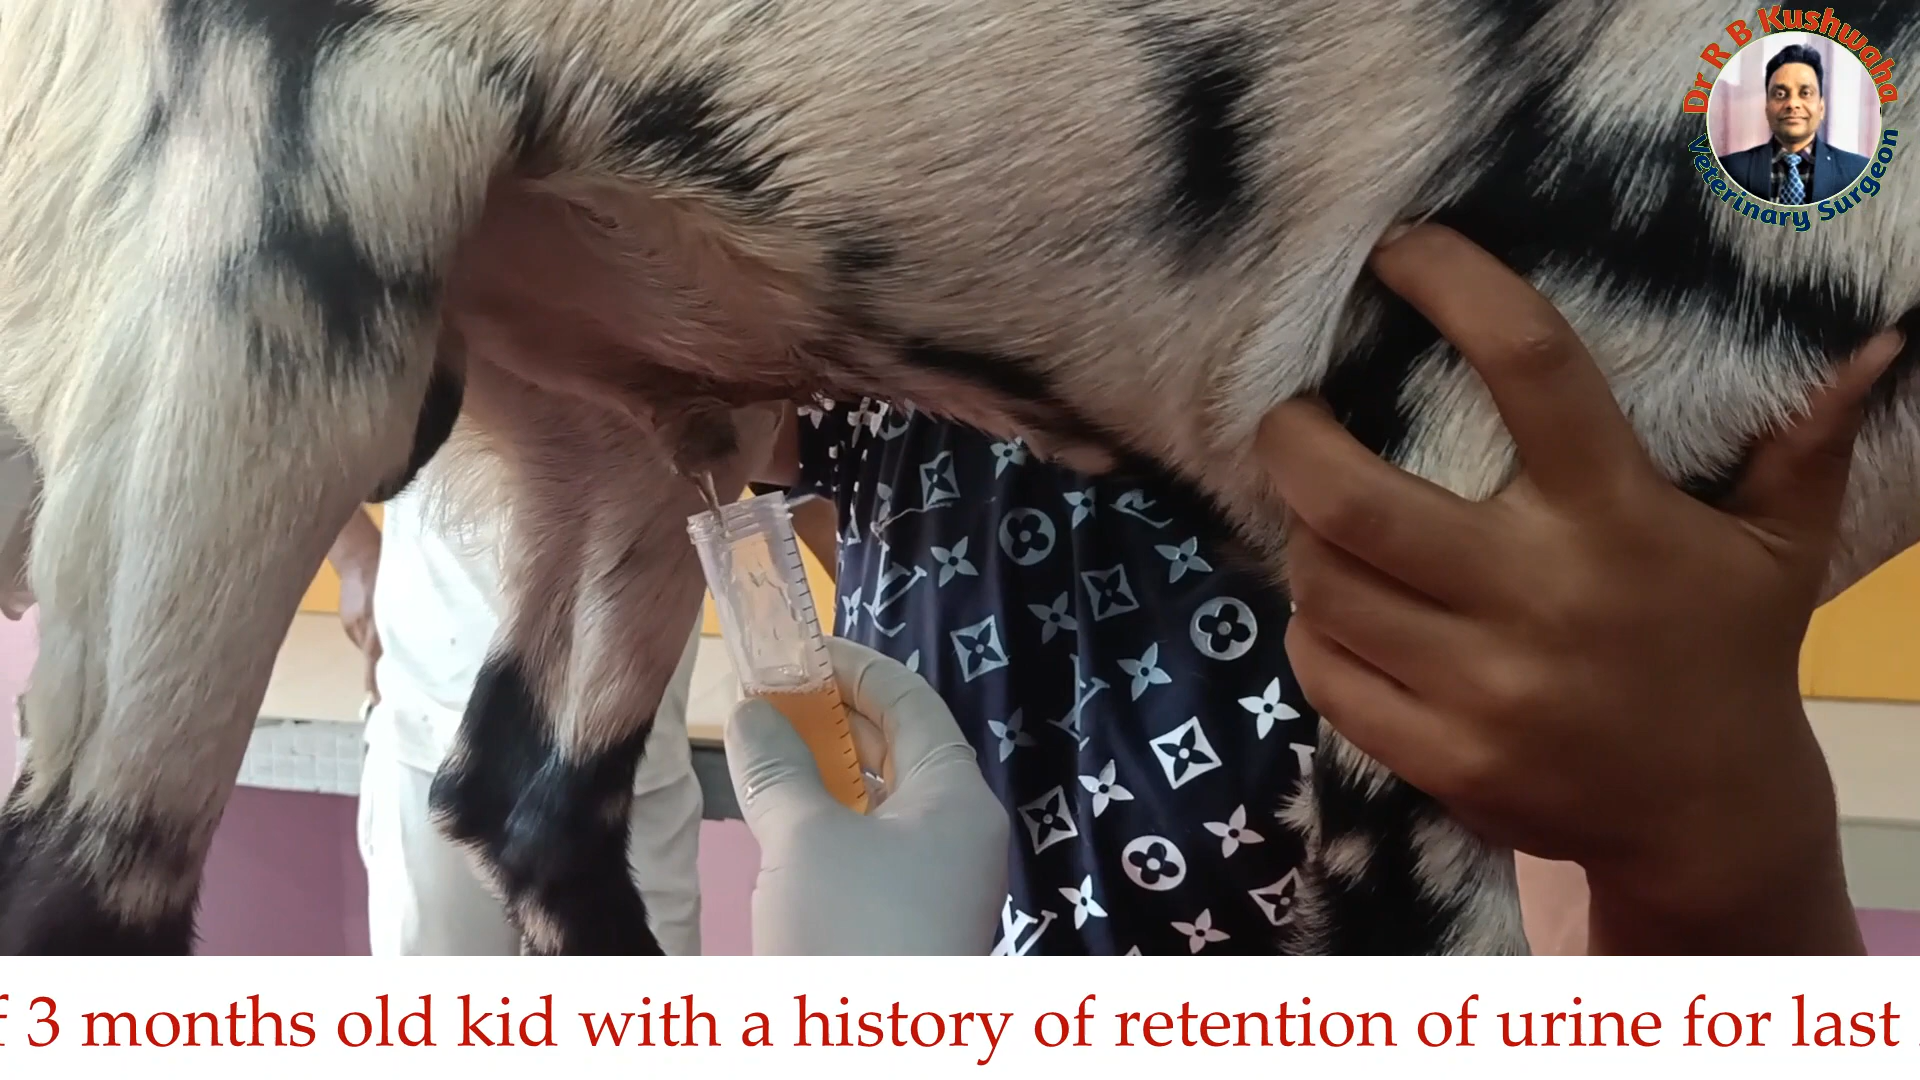 Dr R B Kushwaha
Veterinary Surgeon
3 months old kid with a history of retention of urine for last